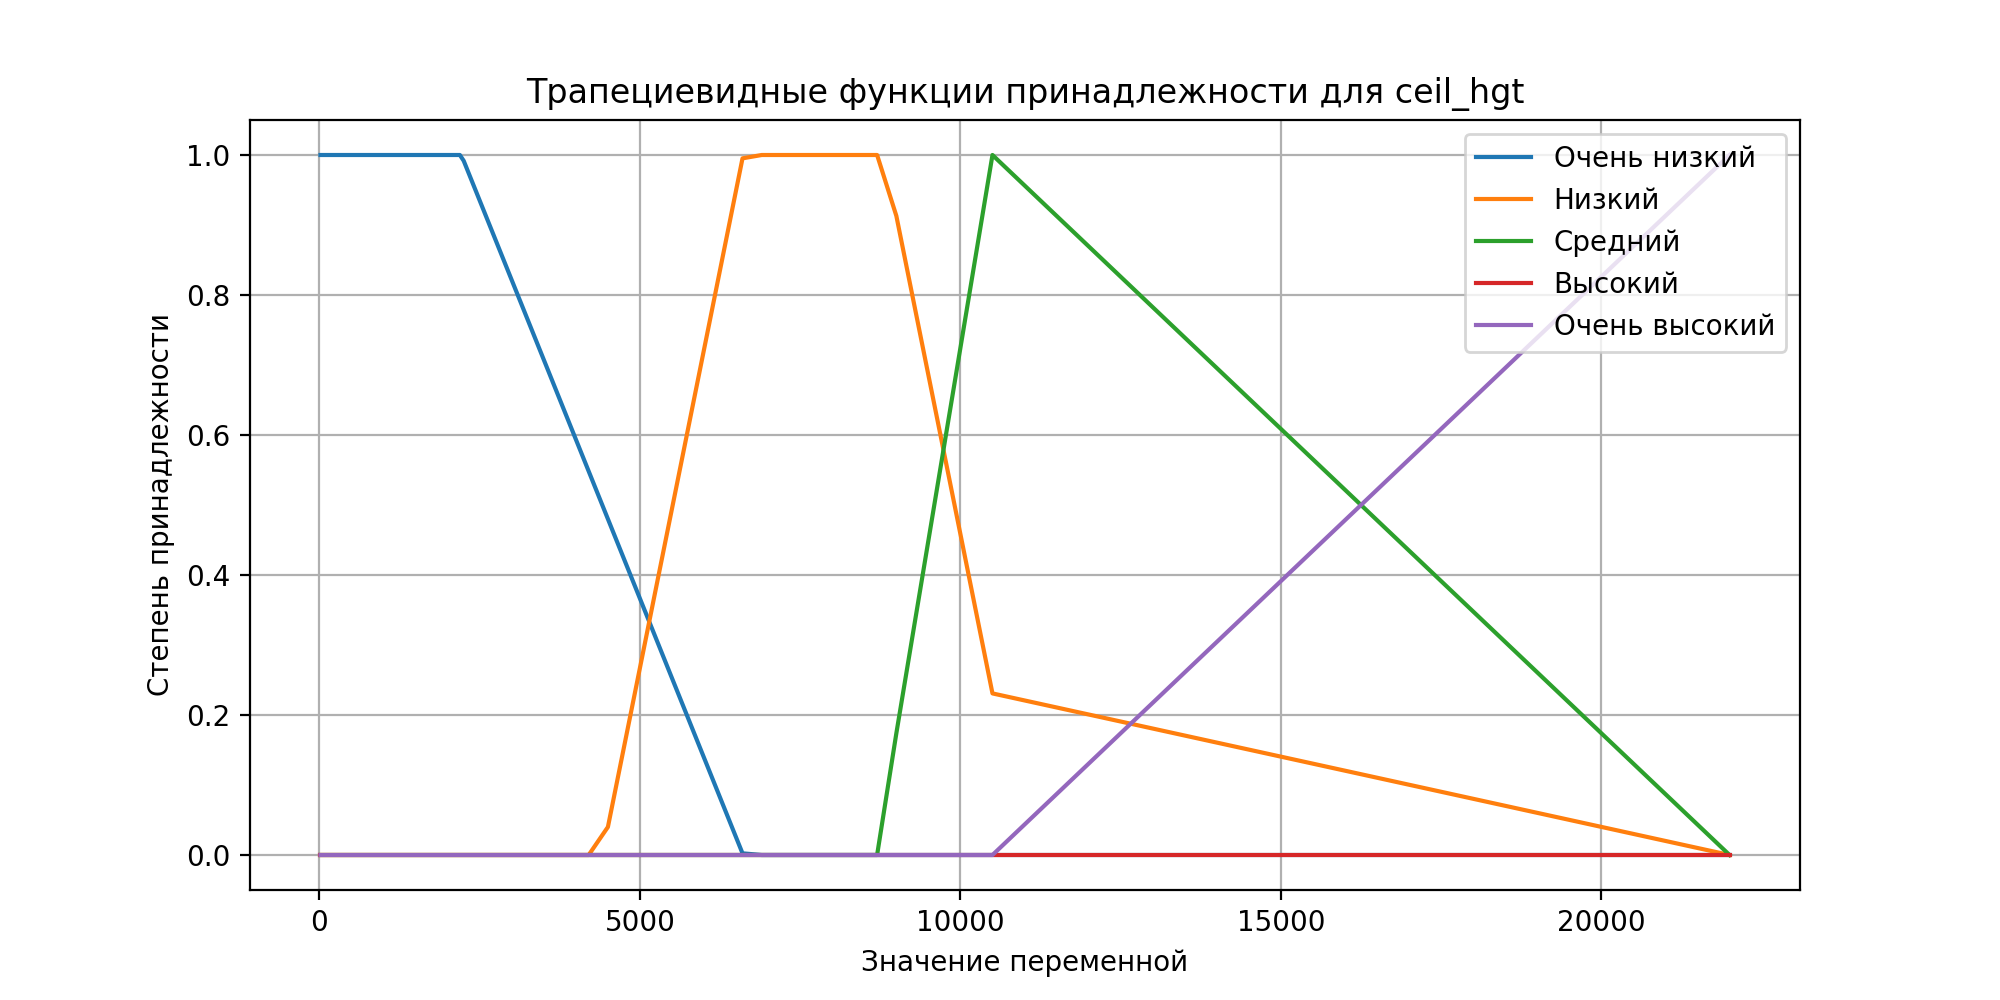 Трапециевидные функции принадлежности для ceil_hgt
Степень принадлежности
1.0
0.8
0.6
0.4
0.2
0.0
Очень низкий
Низкий
Средний
Высокий
Очень высокий
0 5000 10000 15000 20000
Значение переменной